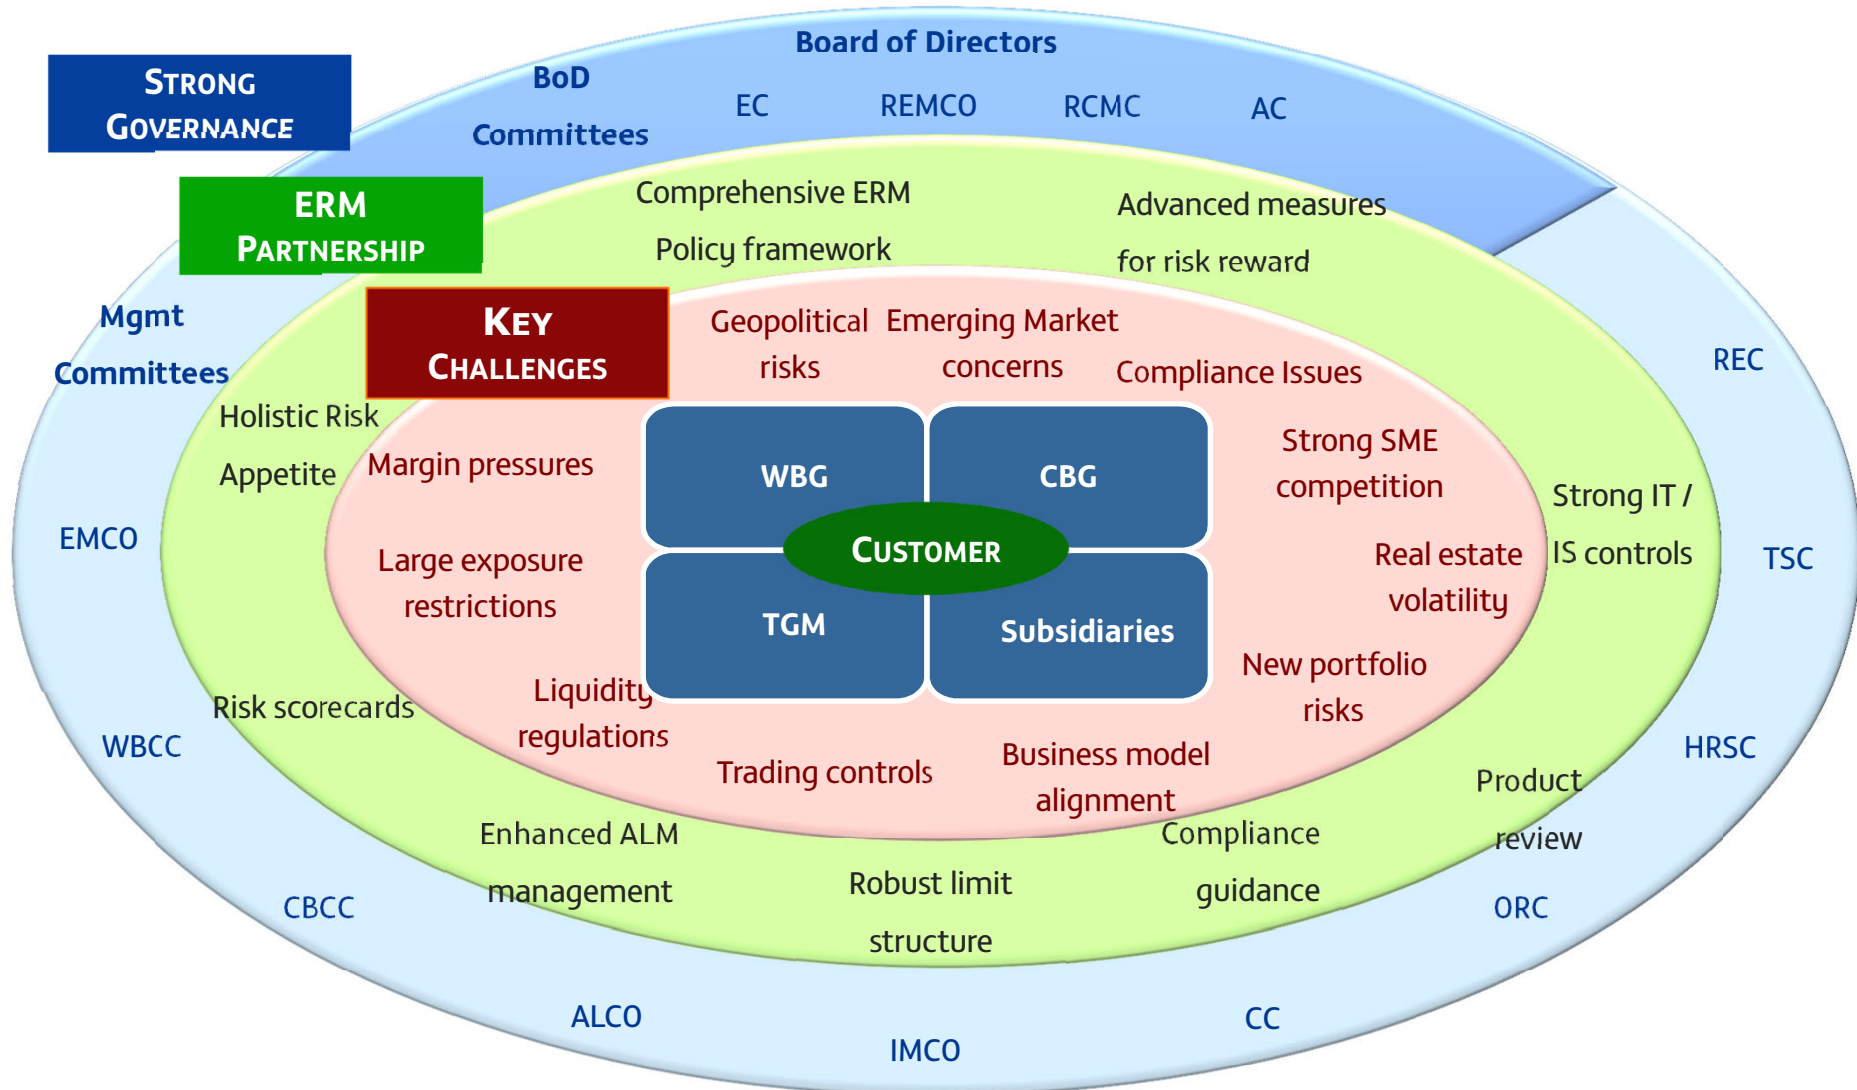 STRONG
GOVERNANCE
Board of Directors
BoD
Committees
EC
REMCO
RCMC
AC
ERM
PARTNERSHIP
Comprehensive ERM
Policy framework
Advanced measures
for risk reward
Mgmt
Committees
KEY
CHALLENGES
Geopolitical
risks
Emerging Market
concerns
Compliance Issues
REC
Holistic Risk
Appetite
Margin pressures
WBG
CBG
Strong SME
competition
Strong IT /
IS controls
EMCO
Large exposure
restrictions
CUSTOMER
Real estate
volatility
TSC
TGM
Subsidiaries
New portfolio
risks
Risk scorecards
Liquidity
regulations
WBCC
HRSC
Trading controls
Business model
alignment
Product
review
Enhanced ALM
management
Robust limit
structure
Compliance
guidance
CBCC
ORC
ALCO
IMCO
CC